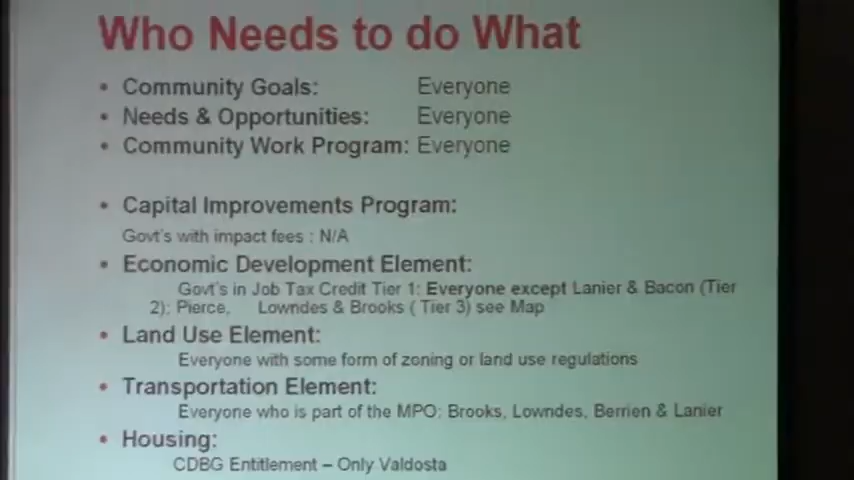 Who Needs to do What
• Community Goals: Everyone
• Needs & Opportunities: Everyone
• Community Work Program: Everyone
• Capital Improvements Program:
Govt's with impact fees : N/A
• Economic Development Element:
Govt's in Job Tax Credit Tier 1: Everyone except Lanier & Bacon (Tier
2); Pierce, Lowndes & Brooks ( Tier 3) see Map
• Land Use Element:
Everyone with some form of zoning or land use regulations
• Transportation Element:
Everyone who is part of the MPO: Brooks, Lowndes, Berrien & Lanier
• Housing:
CDBG Entitlement – Only Valdosta